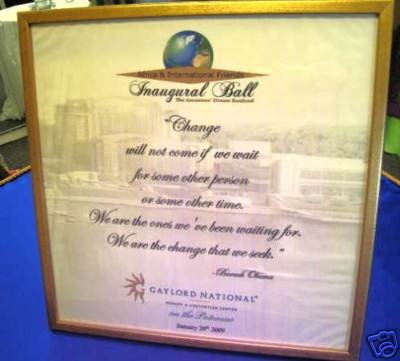 Africa & International Friends
Inaugural Ball
The Ancestors' Dream Realized
"Change
will not come if we wait
for some other person
or some other time.
We are the ones we've been waiting for.
We are the change that we seek."
-Barack Obama
GAYLORD NATIONAL®
RESORT & CONVENTION CENTER
on the Potomac
January 20th 2009